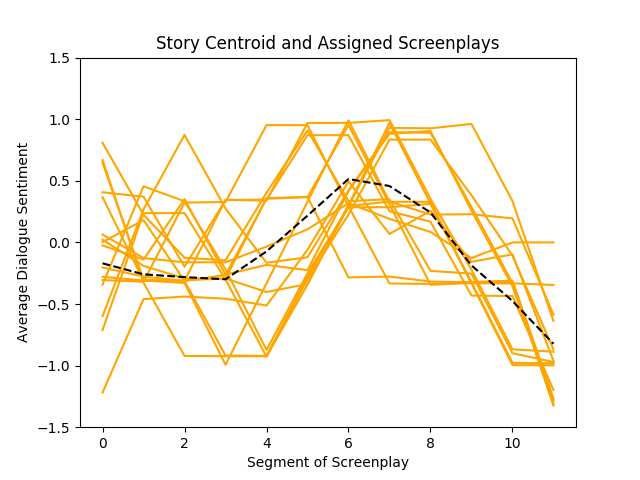 Story Centroid and Assigned Screenplays
1.5
1.0
0.5
0.0
−0.5
−1.0
−1.5
Average Dialogue Sentiment
0 2 4 6 8 10
Segment of Screenplay